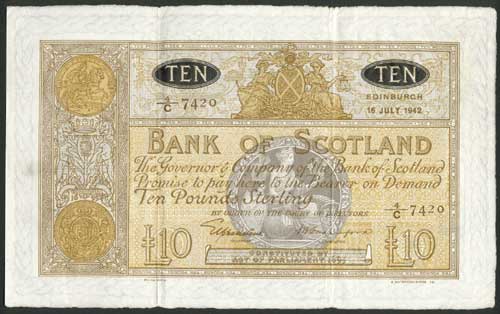 TEN TEN
4/C 7420 EDINBURGH
16 JULY 1942
BANK OF SCOTLAND
The Governor & Company of the Bank of Scotland
Promise to pay here to the Bearer on Demand
Ten Pounds Sterling
BY ORDER OF THE COURT OF DIRECTORS 4/C 7420
£10 £10
CONSTITUTED BY
ACT OF PARLIAMENT 1695